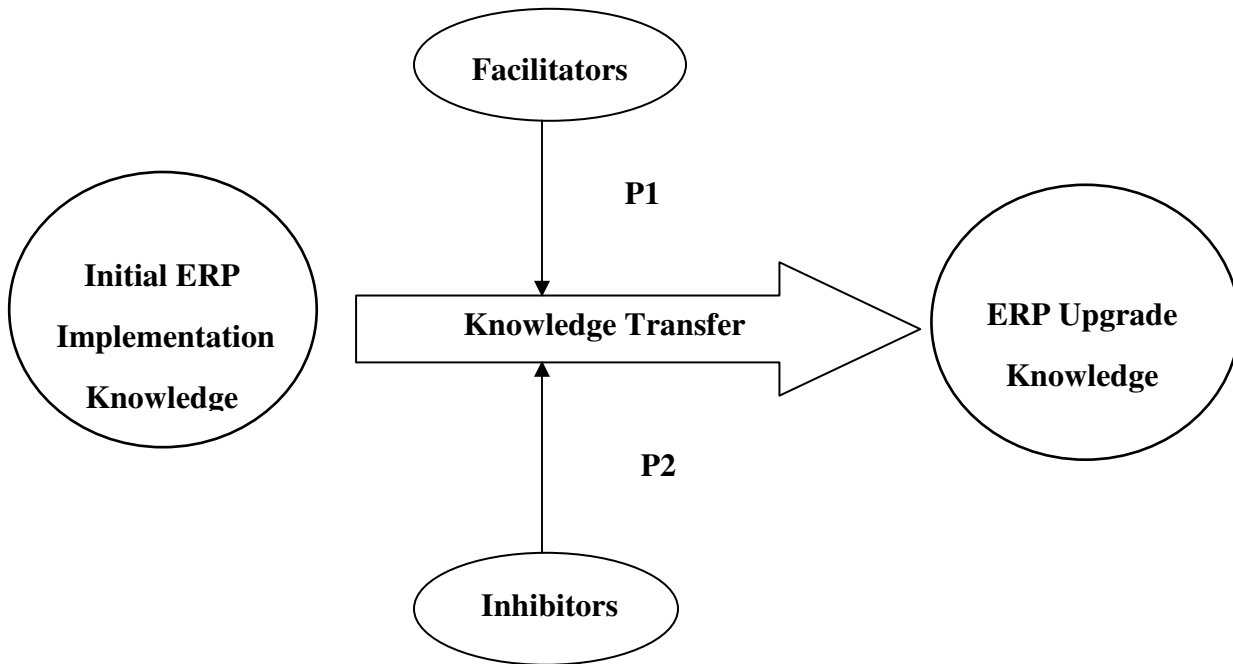 Facilitators
P1
Initial ERP
Implementation
Knowledge
Knowledge Transfer
ERP Upgrade
Knowledge
P2
Inhibitors